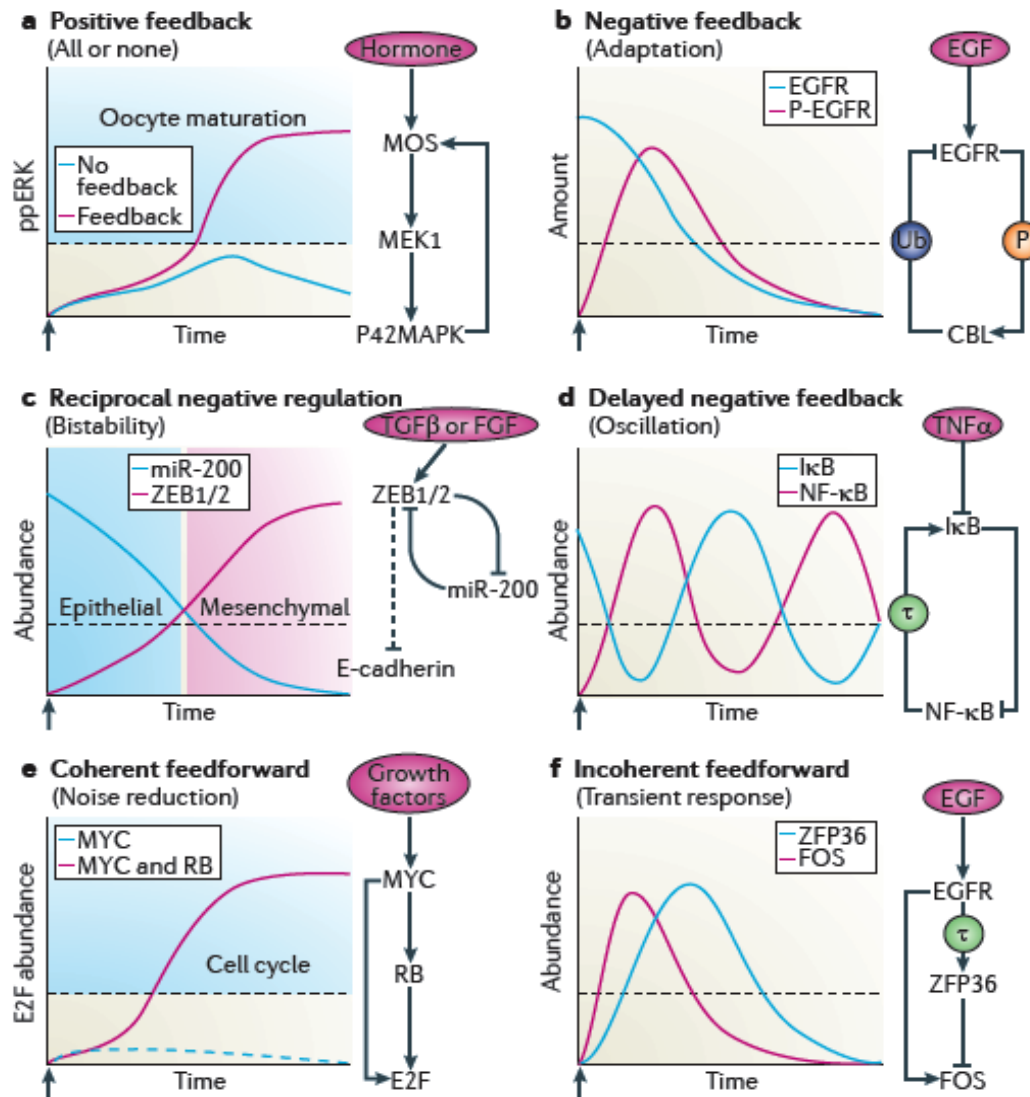 a Positive feedback
(All or none)
Hormone
ppERK
Oocyte maturation
No
feedback
Feedback
Time
MOS
MEK1
P42MAPK
b Negative feedback
(Adaptation)
EGF
Amount
EGFR
P-EGFR
Time
EGFR
Ub
P
CBL
c Reciprocal negative regulation
(Bistability)
TGFβ or FGF
Abundance
miR-200
ZEB1/2
Epithelial
Mesenchymal
Time
ZEB1/2
miR-200
E-cadherin
d Delayed negative feedback
(Oscillation)
TNFα
Abundance
IκB
NF-κB
Time
IκB
τ
NF-κB
e Coherent feedforward
(Noise reduction)
Growth
factors
E2F abundance
MYC
MYC and RB
Cell cycle
Time
MYC
RB
E2F
f Incoherent feedforward
(Transient response)
EGF
Abundance
ZFP36
FOS
Time
EGFR
τ
ZFP36
FOS